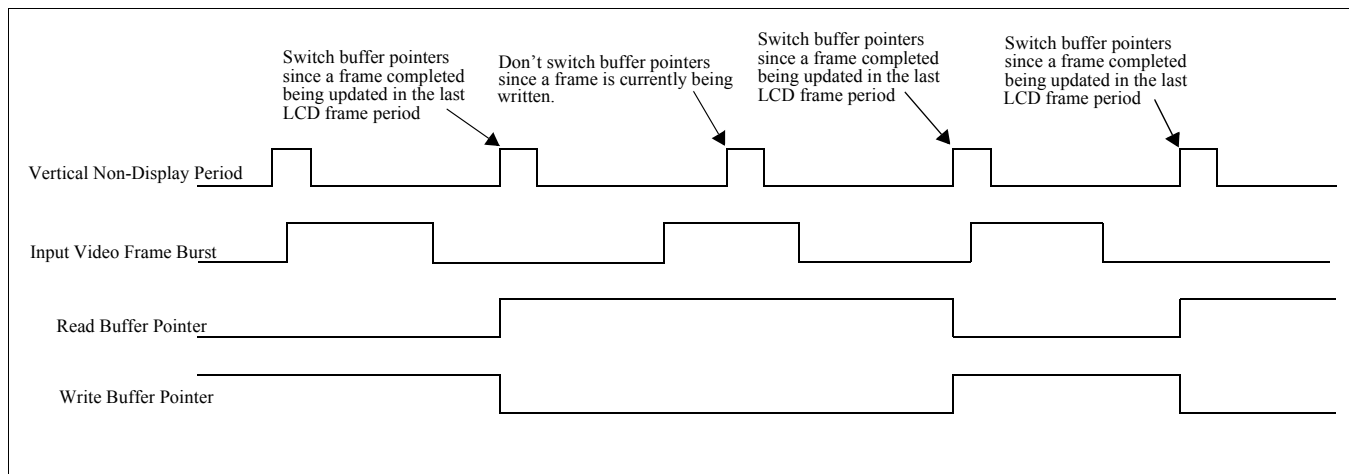 Switch buffer pointers
since a frame completed
being updated in the last
LCD frame period
Don’t switch buffer pointers
since a frame is currently being
written.
Switch buffer pointers
since a frame completed
being updated in the last
LCD frame period
Switch buffer pointers
since a frame completed
being updated in the last
LCD frame period
Vertical Non-Display Period
Input Video Frame Burst
Read Buffer Pointer
Write Buffer Pointer